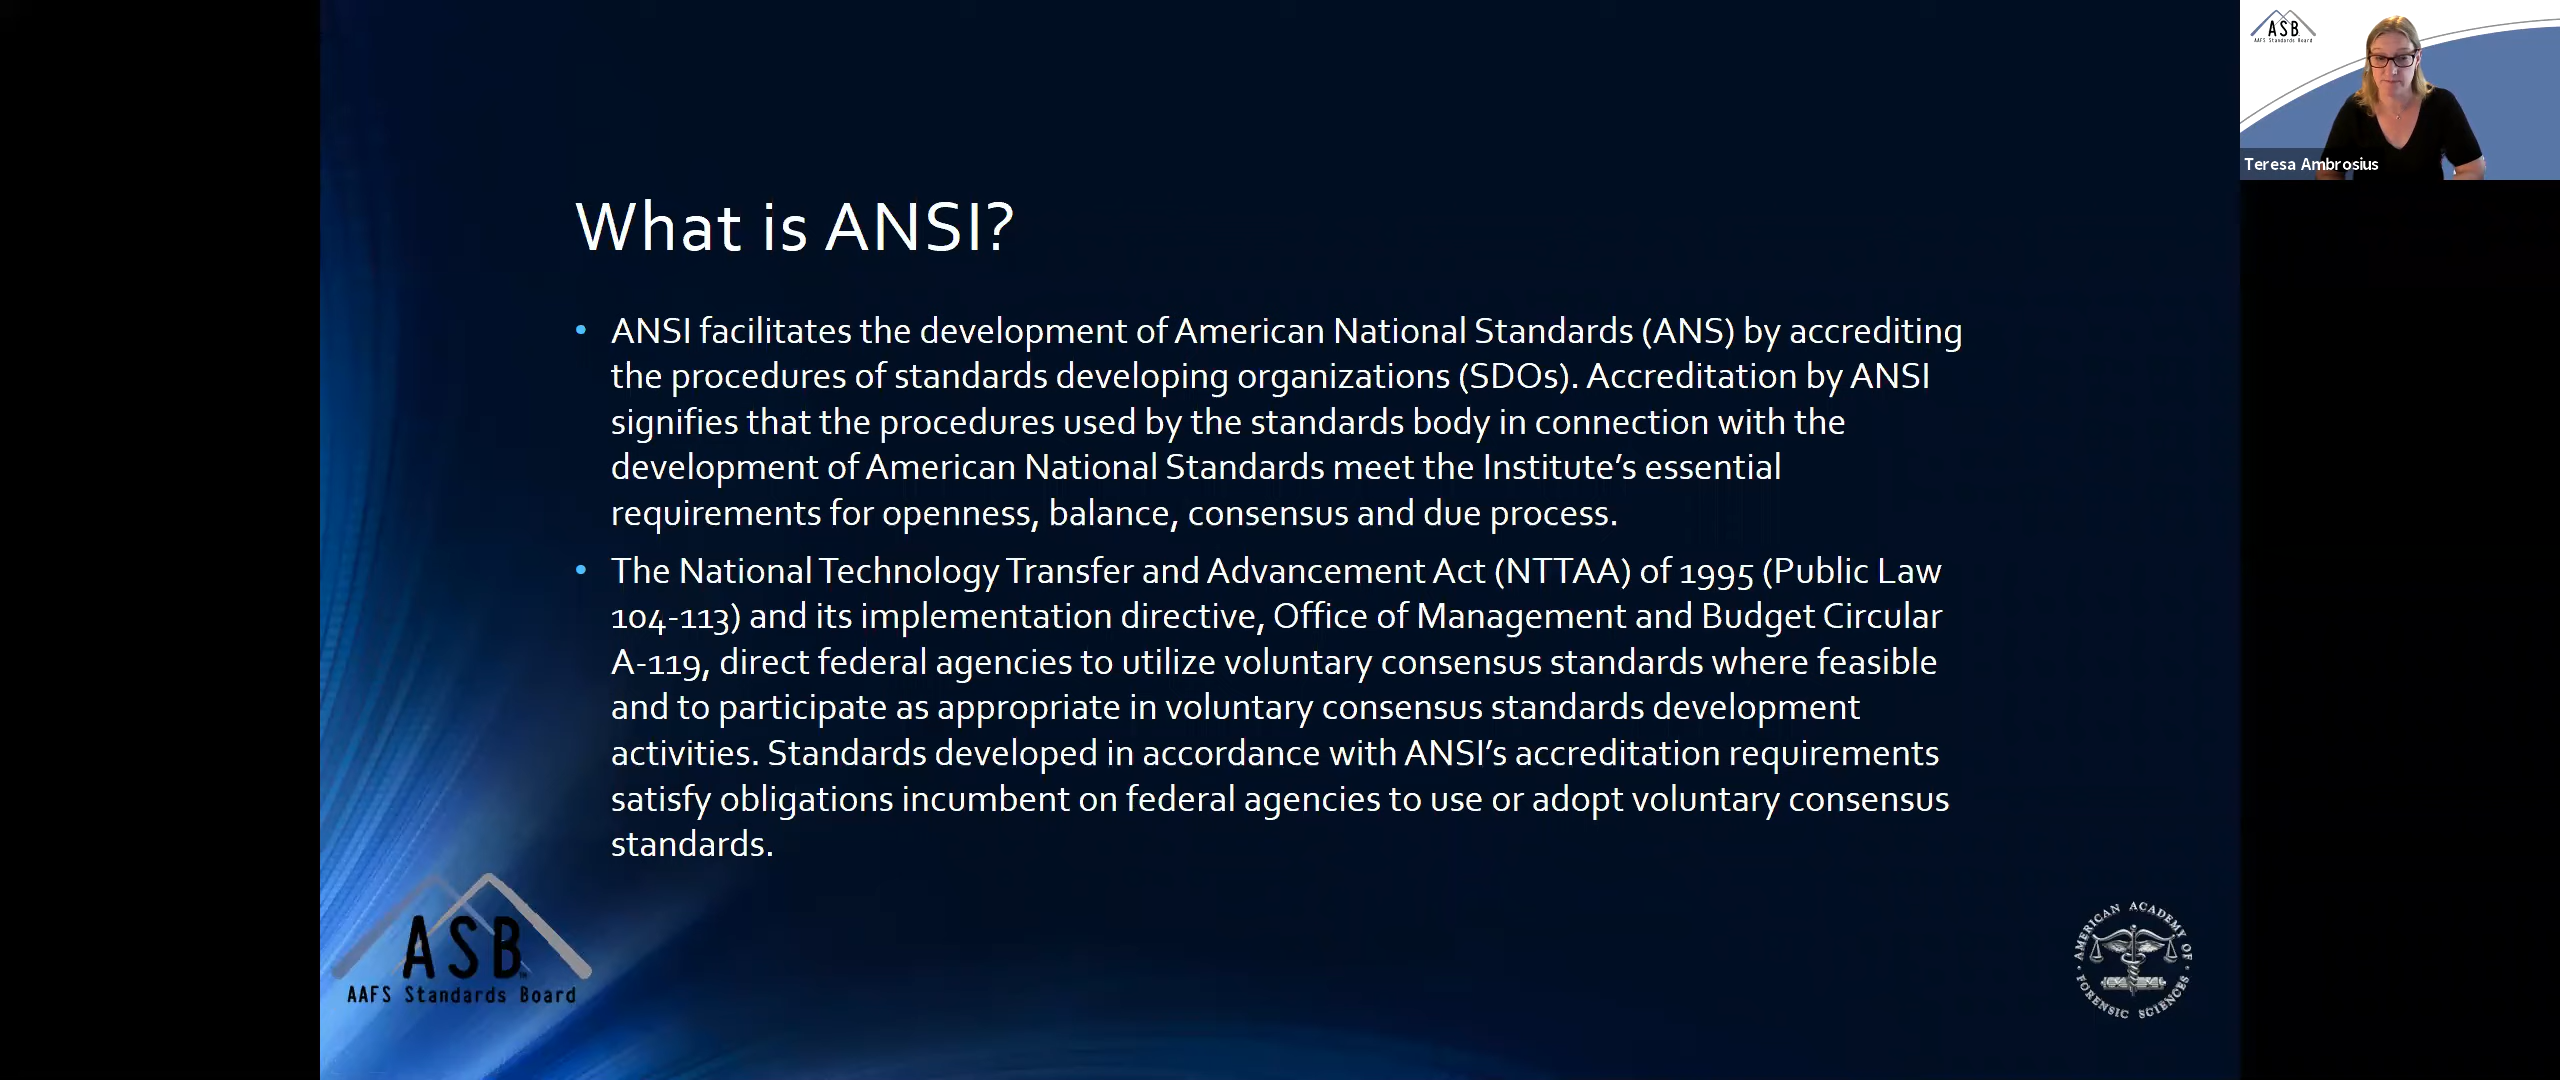 ASB
AAFS Standards Board
Teresa Ambrosius
What is ANSI?
• ANSI facilitates the development of American National Standards (ANS) by accrediting
the procedures of standards developing organizations (SDOs). Accreditation by ANSI
signifies that the procedures used by the standards body in connection with the
development of American National Standards meet the Institute’s essential
requirements for openness, balance, consensus and due process.
• The National Technology Transfer and Advancement Act (NTTAA) of 1995 (Public Law
104-113) and its implementation directive, Office of Management and Budget Circular
A-119, direct federal agencies to utilize voluntary consensus standards where feasible
and to participate as appropriate in voluntary consensus standards development
activities. Standards developed in accordance with ANSI’s accreditation requirements
satisfy obligations incumbent on federal agencies to use or adopt voluntary consensus
standards.
ASB
AAFS Standards Board
AMERICAN ACADEMY OF
FORENSIC SCIENCES